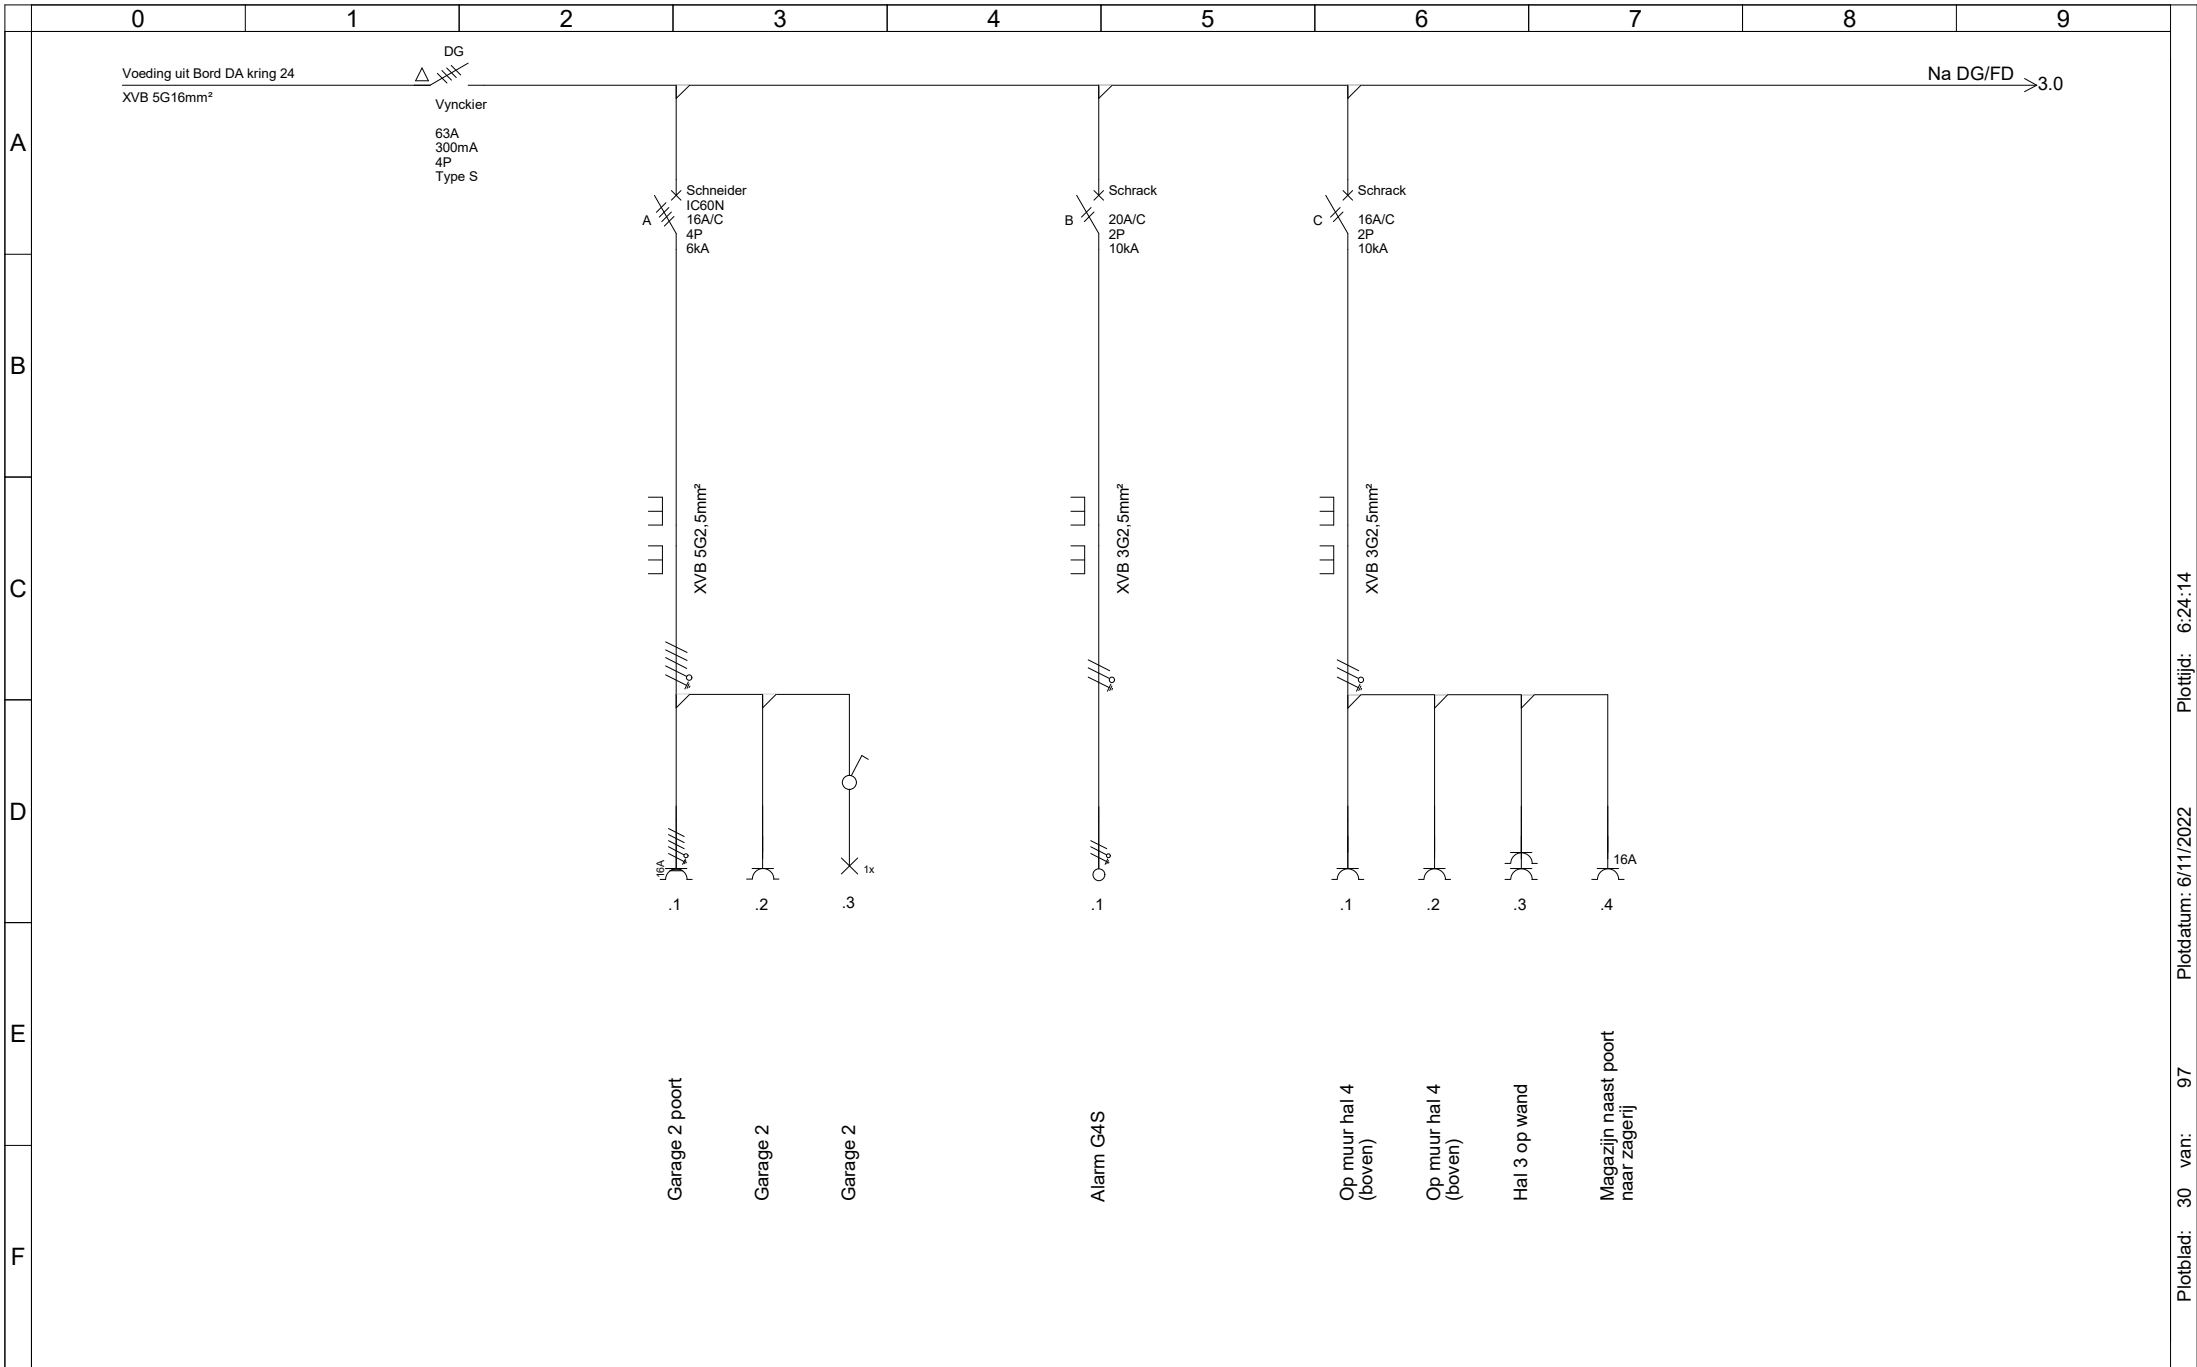 0 1 2 3 4 5 6 7 8 9
DG
Voeding uit Bord DA kring 24
XVB 5G16mm²
Na DG/FD
3.0
Vynckier
63A
300mA
4P
Type S
A
Schneider
IC60N
16A/C
4P
6kA
A
Schrack
20A/C
2P
10kA
B
Schrack
16A/C
2P
10kA
C
B
C
XVB 5G2,5mm²
XVB 3G2,5mm²
XVB 3G2,5mm²
D
16A
1x
16A
.1 .2 .3 .1 .1 .2 .3 .4
E
Garage 2 poort
Garage 2
Garage 2
Alarm G4S
Op muur hal 4
(boven)
Op muur hal 4
(boven)
Hal 3 op wand
Magazijn naast poort
naar zagerij
F
Plotblad: 30 van: 97 Plotdatum: 6/11/2022 Plottijd: 6:24:14